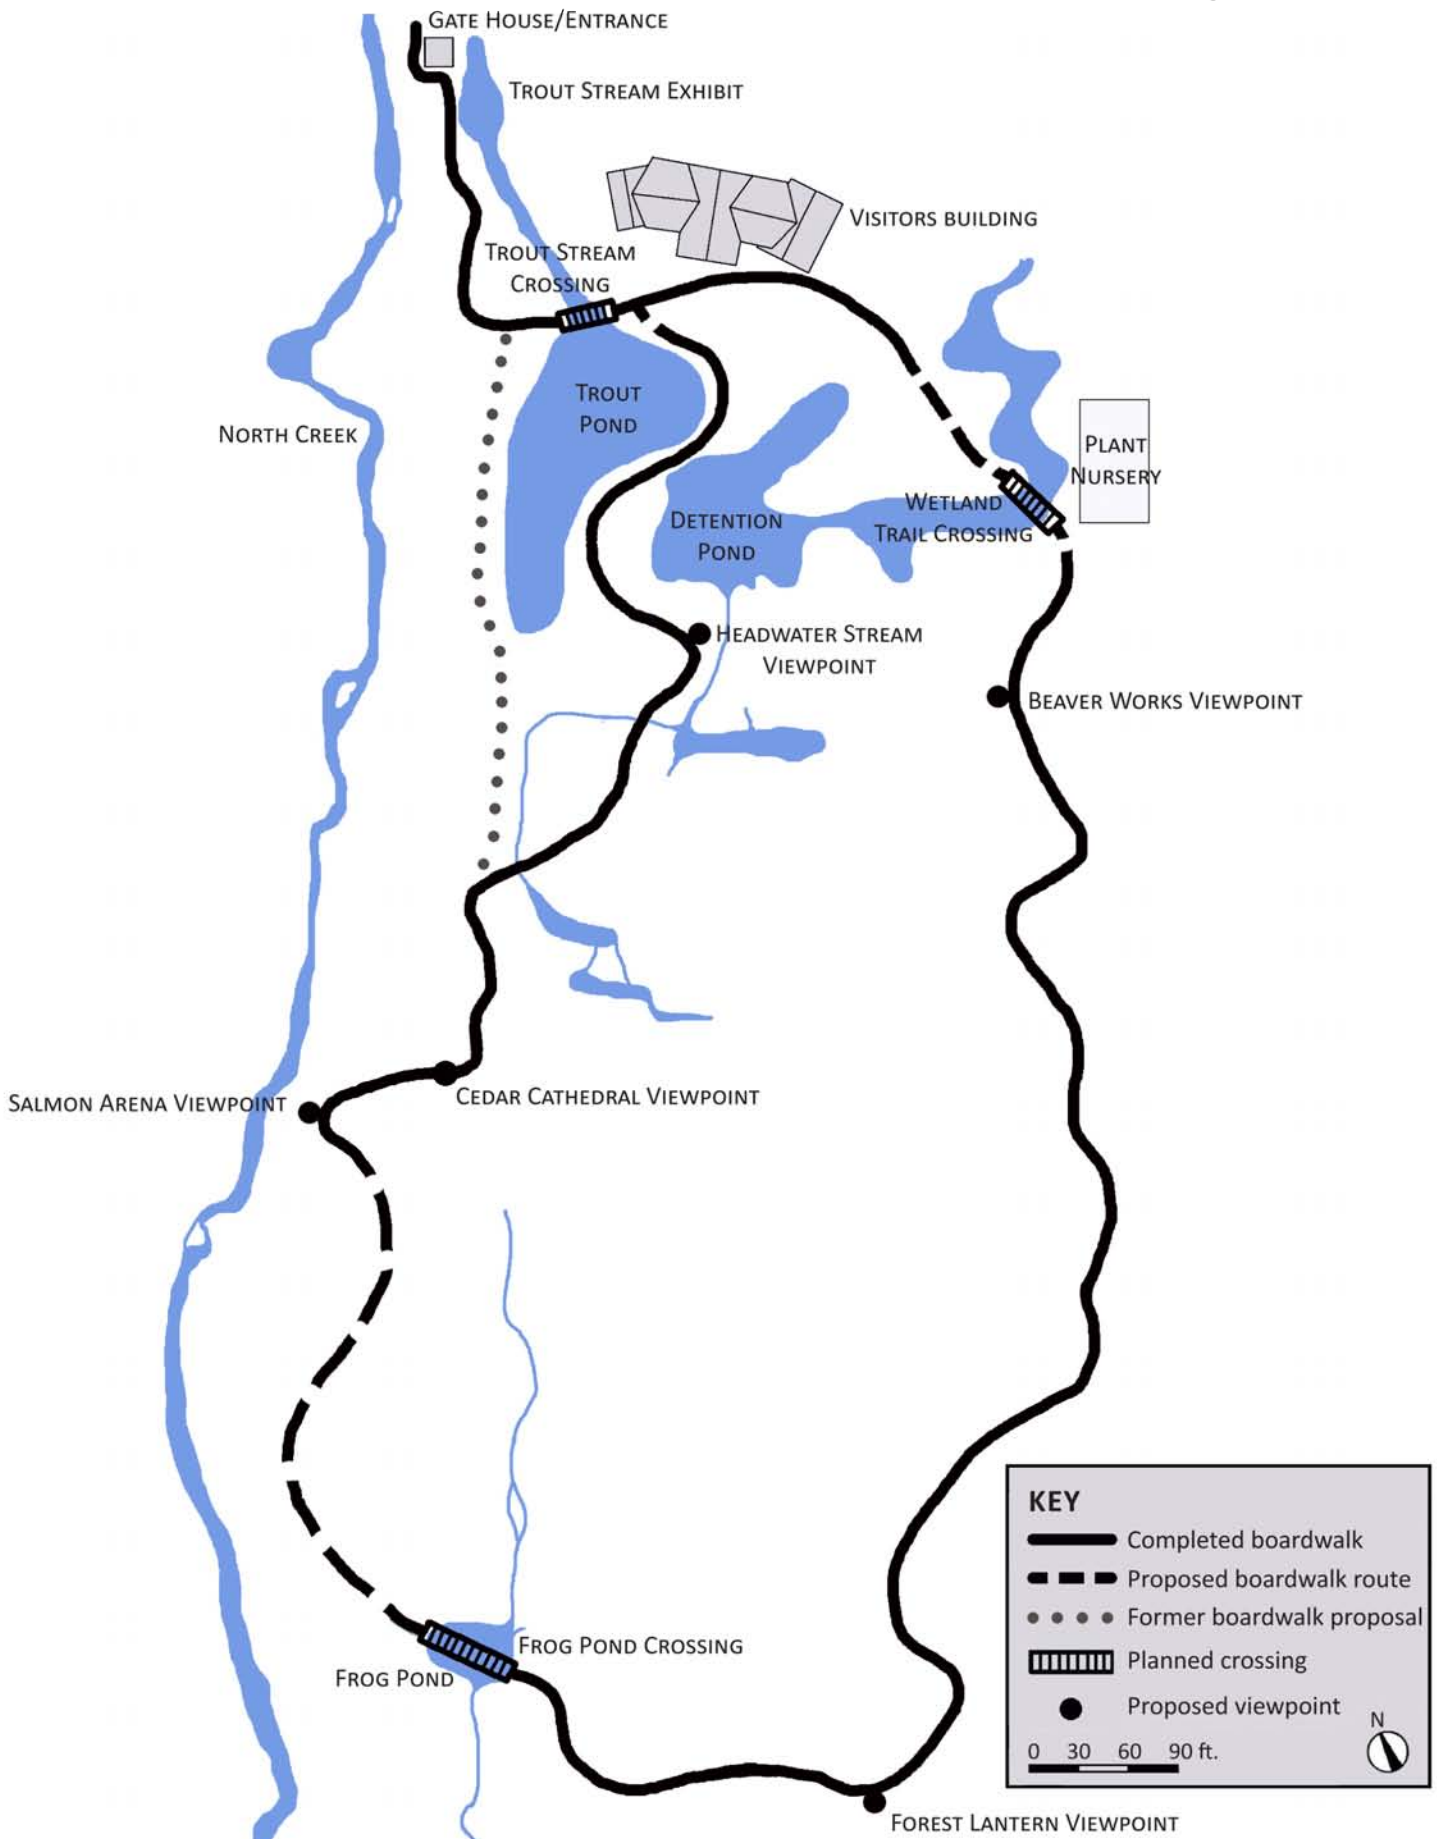 GATE HOUSE/ENTRANCE
TROUT STREAM EXHIBIT
VISITORS BUILDING
TROUT STREAM
CROSSING
TROUT
POND
NORTH CREEK
PLANT
NURSERY
WETLAND
TRAIL CROSSING
DETENTION
POND
HEADWATER STREAM
VIEWPOINT
BEAVER WORKS VIEWPOINT
CEDAR CATHEDRAL VIEWPOINT
SALMON ARENA VIEWPOINT
FROG POND CROSSING
FROG POND
FOREST LANTERN VIEWPOINT
KEY
Completed boardwalk
Proposed boardwalk route
Former boardwalk proposal
Planned crossing
Proposed viewpoint
N
0 30 60 90 ft.